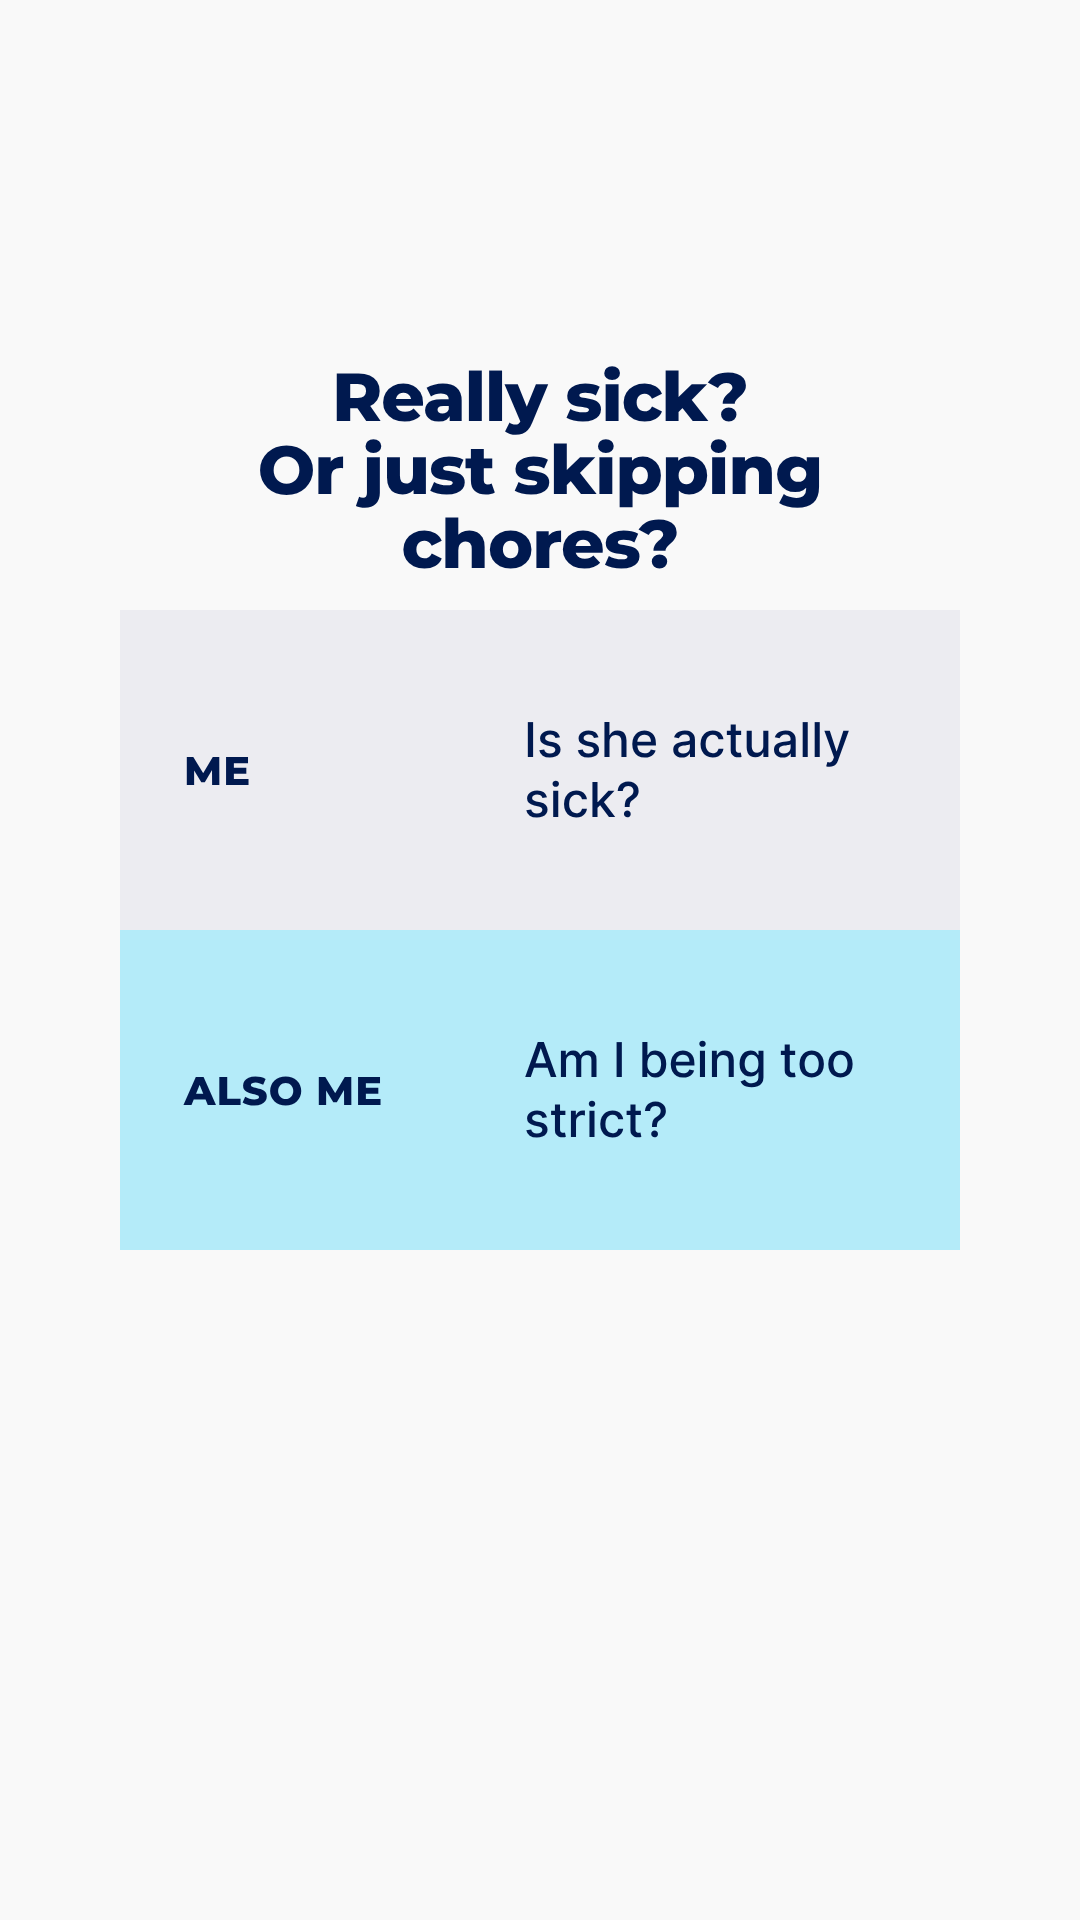 Really sick?
Or just skipping
chores?
ME
Is she actually
sick?
ALSO ME
Am I being too
strict?